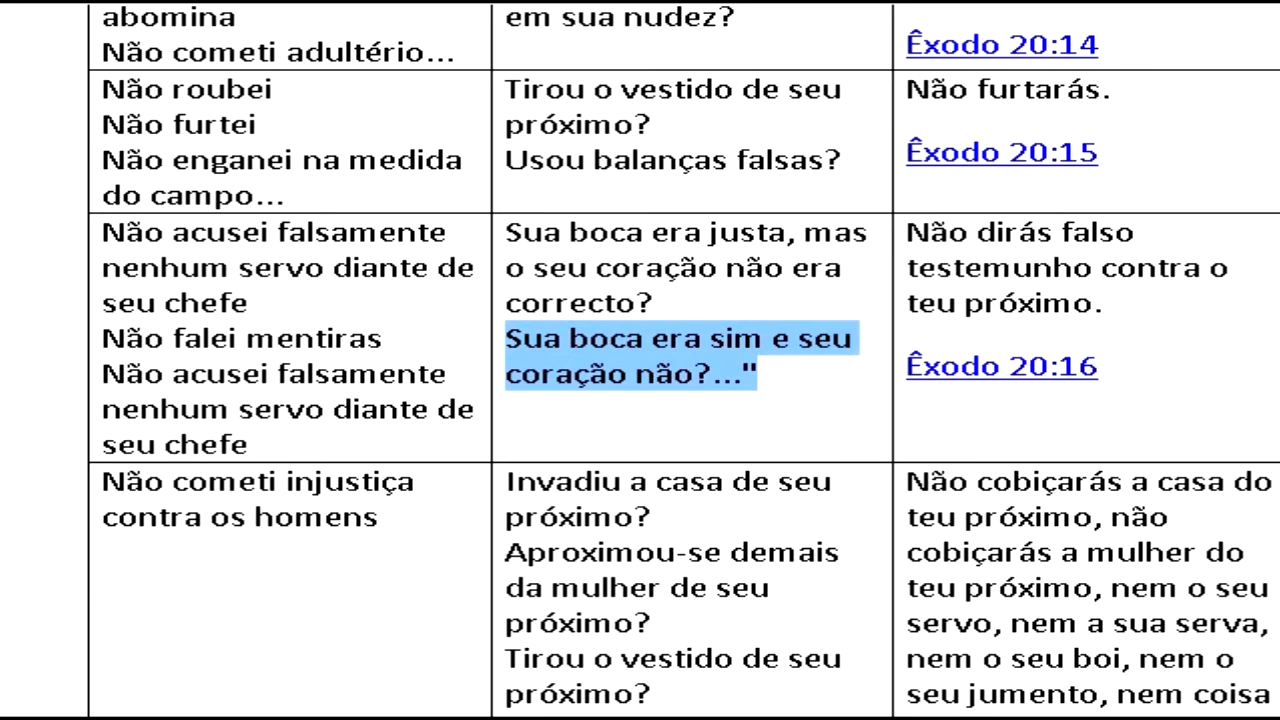 abomina
Não cometi adultério...
em sua nudez?
Êxodo 20:14
Não roubei
Não furtei
Não enganei na medida
do campo...
Tirou o vestido de seu
próximo?
Usou balanças falsas?
Não furtarás.
Êxodo 20:15
Não acusei falsamente
nenhum servo diante de
seu chefe
Não falei mentiras
Não acusei falsamente
nenhum servo diante de
seu chefe
Sua boca era justa, mas
o seu coração não era
correcto?
Sua boca era sim e seu
coração não?..."
Não dirás falso
testemunho contra o
teu próximo.
Êxodo 20:16
Não cometi injustiça
contra os homens
Invadiu a casa de seu
próximo?
Aproximou-se demais
da mulher de seu
próximo?
Tirou o vestido de seu
próximo?
Não cobiçarás a casa do
teu próximo, não
cobiçarás a mulher do
teu próximo, nem o seu
servo, nem a sua serva,
nem o seu boi, nem o
seu jumento, nem coisa